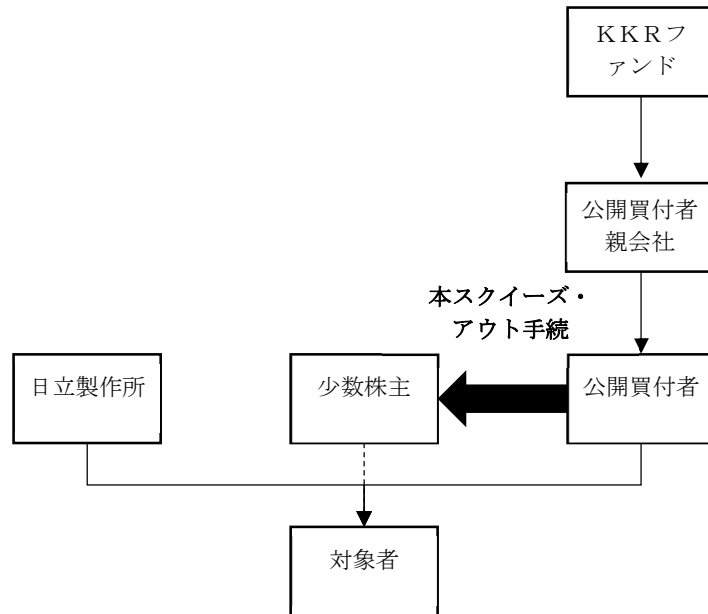 ＫＫＲフ
ァンド
公開買付者
親会社
本スクイーズ・
アウト手続
日立製作所
少数株主
公開買付者
対象者